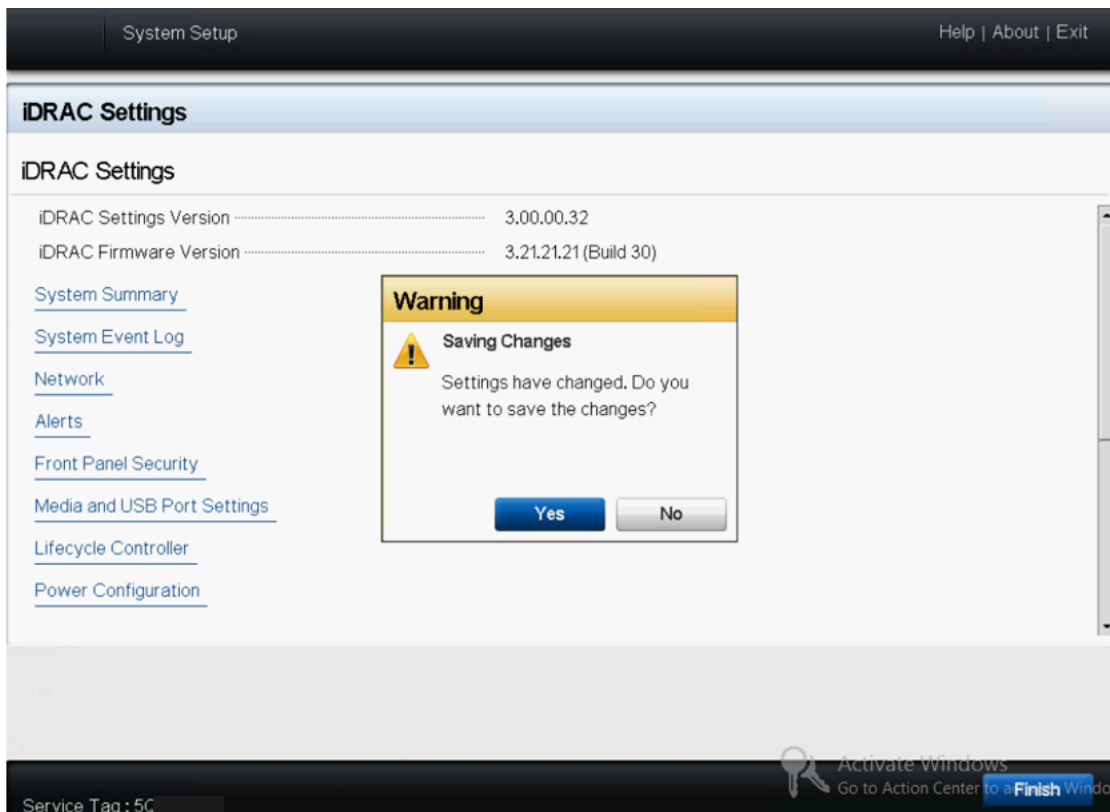 System Setup
Help | About | Exit
iDRAC Settings
iDRAC Settings
iDRAC Settings Version 3.00.00.32
iDRAC Firmware Version 3.21.21.21 (Build 30)
System Summary
System Event Log
Network
Alerts
Front Panel Security
Media and USB Port Settings
Lifecycle Controller
Power Configuration
Warning
Saving Changes
Settings have changed. Do you
want to save the changes?
Yes
No
Activate Windows
Go to Action Center to a
Finish
Windo
Service Tag : 5C